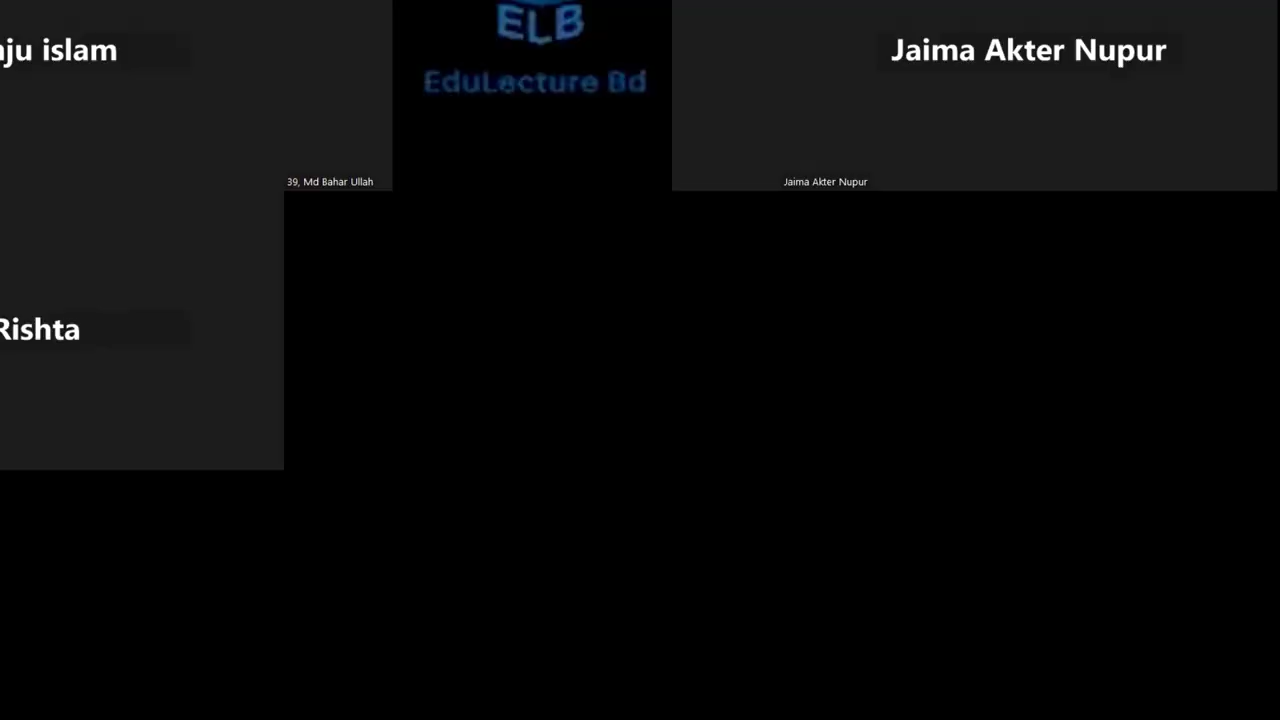 ju islam
ELB
EduLecture Bd
Jaima Akter Nupur
39, Md Bahar Ullah
Jaima Akter Nupur
Rishta